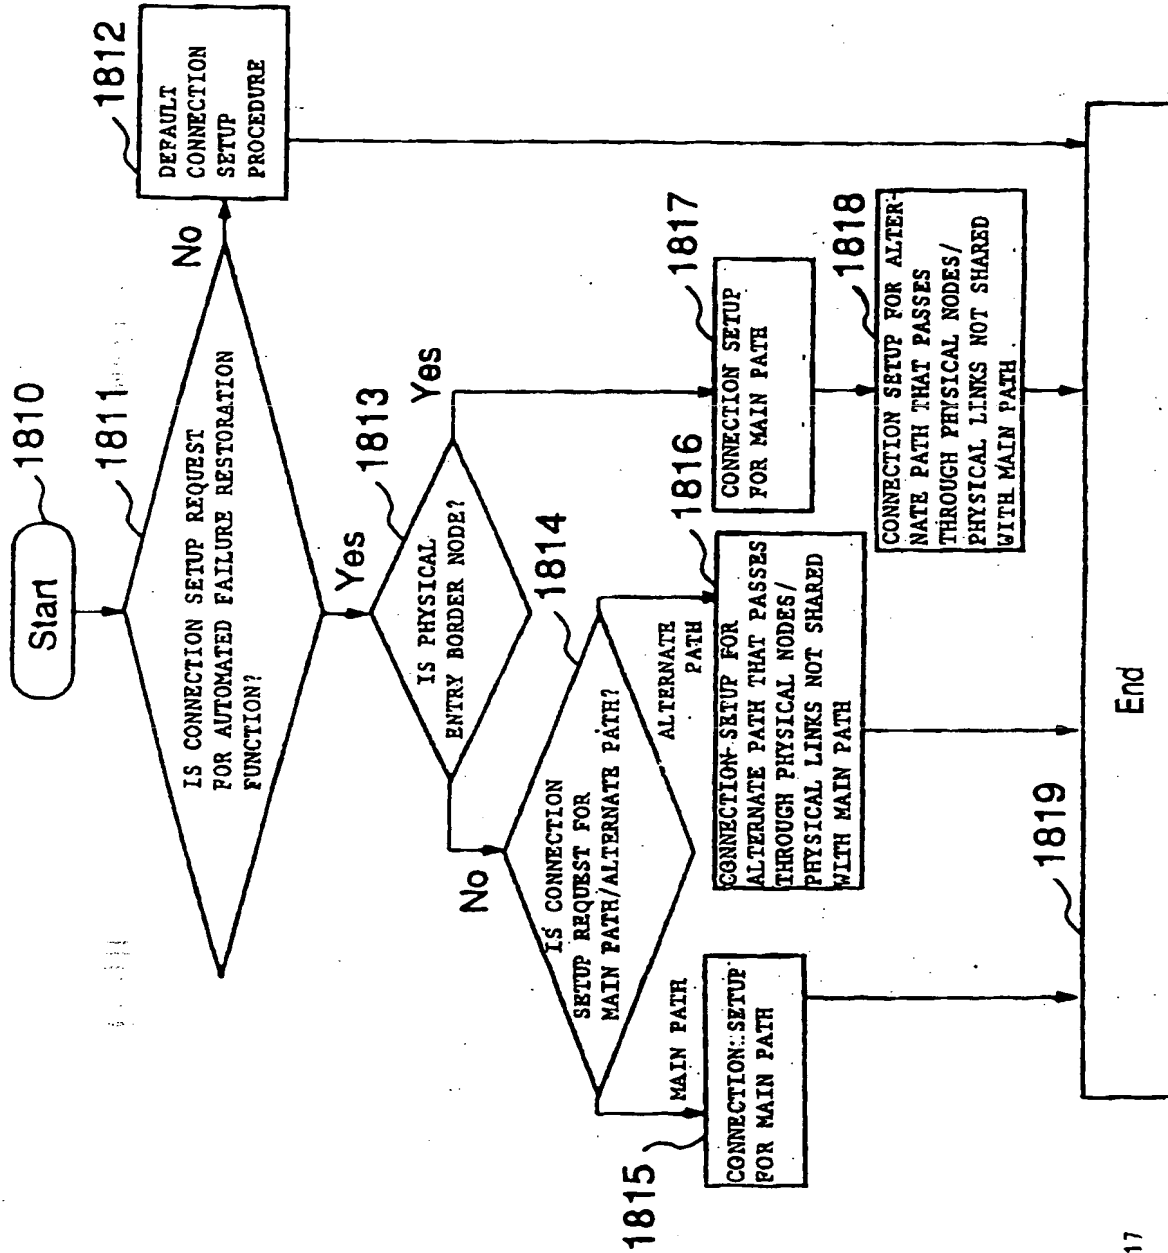 Start
1810
IS CONNECTION SETUP REQUEST
FOR AUTOMATED FAILURE RESTORATION
FUNCTION?
1811
No
DEFAULT
CONNECTION
SETUP
PROCEDURE
1812
Yes
IS PHYSICAL
ENTRY BORDER NODE?
1813
Yes
No
IS CONNECTION
SETUP REQUEST FOR
MAIN PATH/ALTERNATE PATH?
1814
MAIN PATH
ALTERNATE
PATH
1815
CONNECTION SETUP
FOR MAIN PATH
1816
CONNECTION SETUP FOR
ALTERNATE PATH THAT PASSES
THROUGH PHYSICAL NODES/
PHYSICAL LINKS NOT SHARED
WITH MAIN PATH
1817
CONNECTION SETUP
FOR MAIN PATH
1818
CONNECTION SETUP FOR ALTER-
NATE PATH THAT PASSES
THROUGH PHYSICAL NODES/
PHYSICAL LINKS NOT SHARED
WITH MAIN PATH
1819
End
17